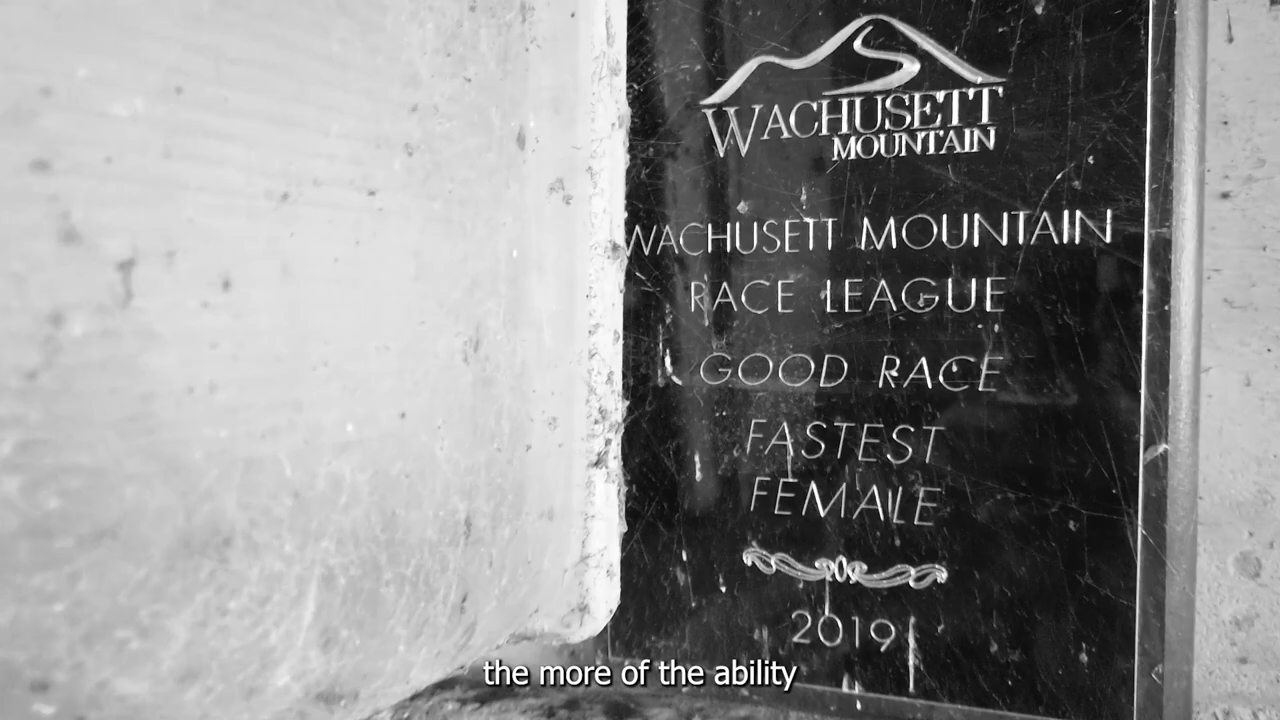 WACHUSETT
MOUNTAIN
WACHUSETT MOUNTAIN
RACE LEAGUE
GOOD RACE
FASTEST
FEMALE
2019
the more of the ability